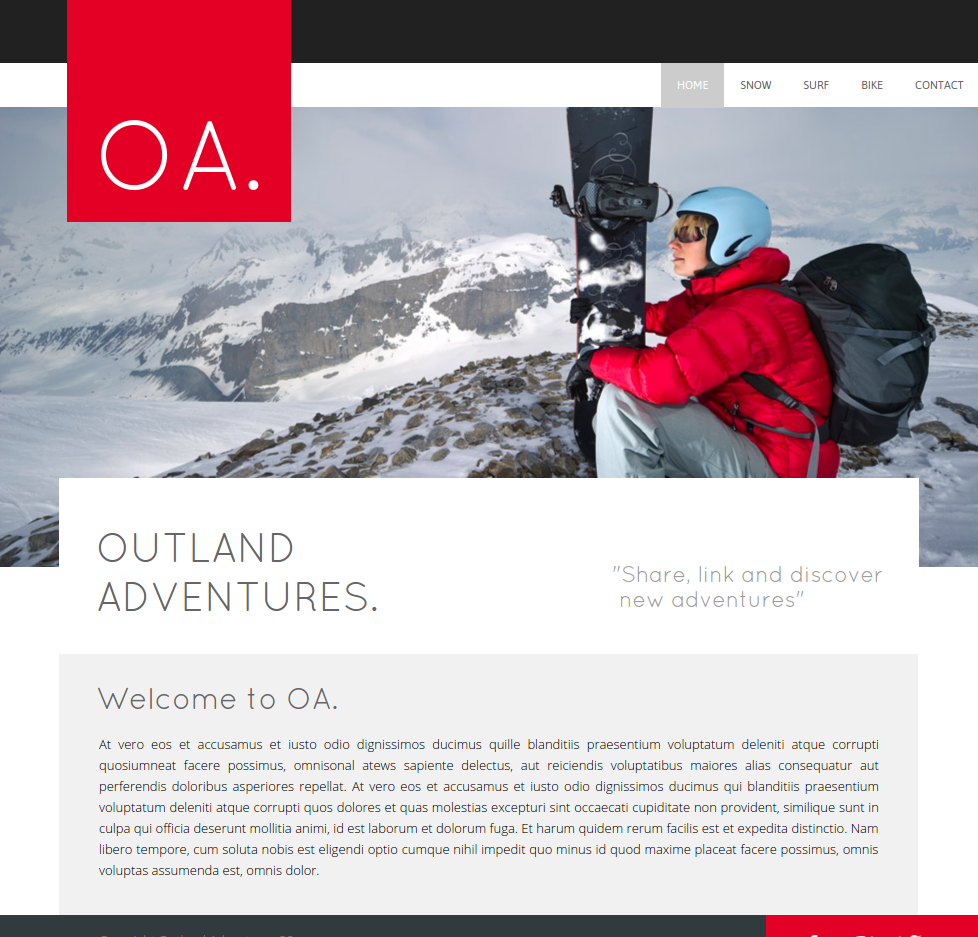 OA.
HOME SNOW SURF BIKE CONTACT
OUTLAND
ADVENTURES.
"Share, link and discover
new adventures"
Welcome to OA.
At vero eos et accusamus et iusto odio dignissimos ducimus quille blanditiis praesentium voluptatum deleniti atque corrupti
quosiumneat facere possimus, omnisonal atews sapiente delectus, aut reiciendis voluptatibus maiores alias consequatur aut
perferendis doloribus asperiores repellat. At vero eos et accusamus et iusto odio dignissimos ducimus qui blanditiis praesentium
voluptatum deleniti atque corrupti quos dolores et quas molestias excepturi sint occaecati cupiditate non provident, similique sunt in
culpa qui officia deserunt mollitia animi, id est laborum et dolorum fuga. Et harum quidem rerum facilis est et expedita distinctio. Nam
libero tempore, cum soluta nobis est eligendi optio cumque nihil impedit quo minus id quod maxime placeat facere possimus, omnis
voluptas assumenda est, omnis dolor.